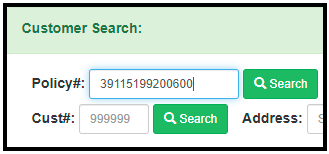 Customer Search:
Policy#: 39115199200600 Search
Cust#: 999999 Search Address: S